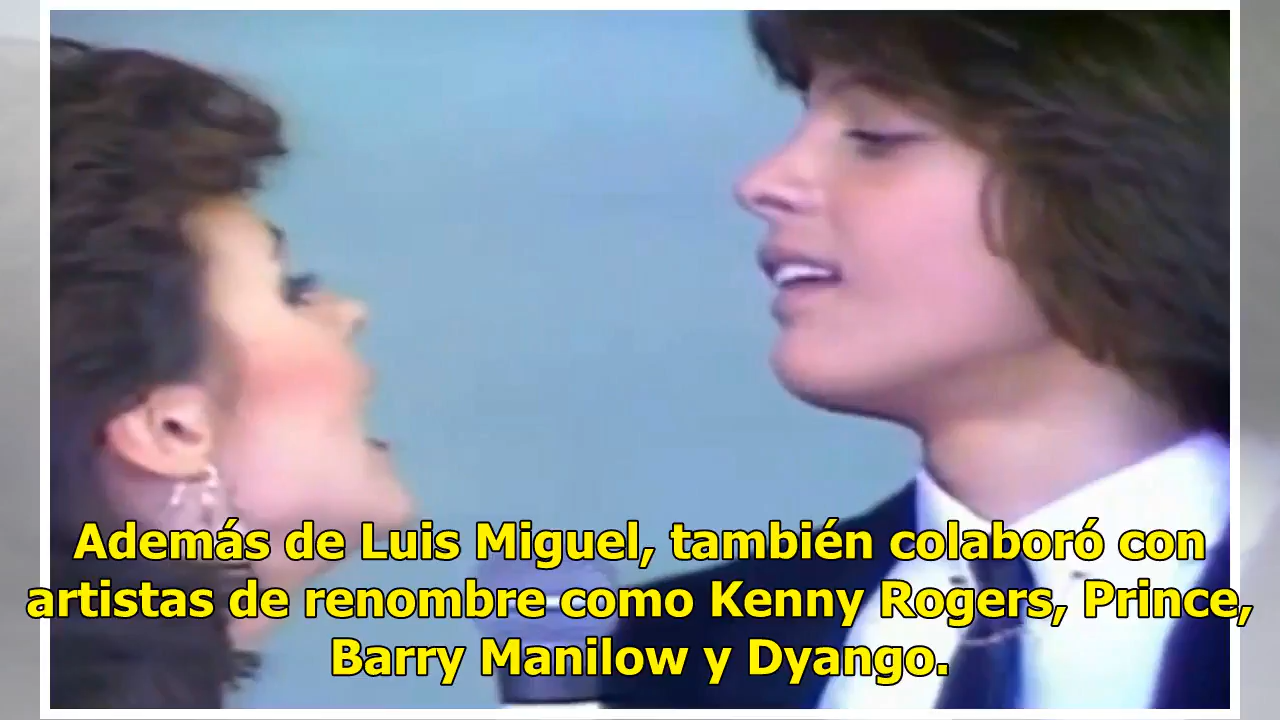 Además de Luis Miguel, también colaboró con
artistas de renombre como Kenny Rogers, Prince,
Barry Manilow y Dyango.